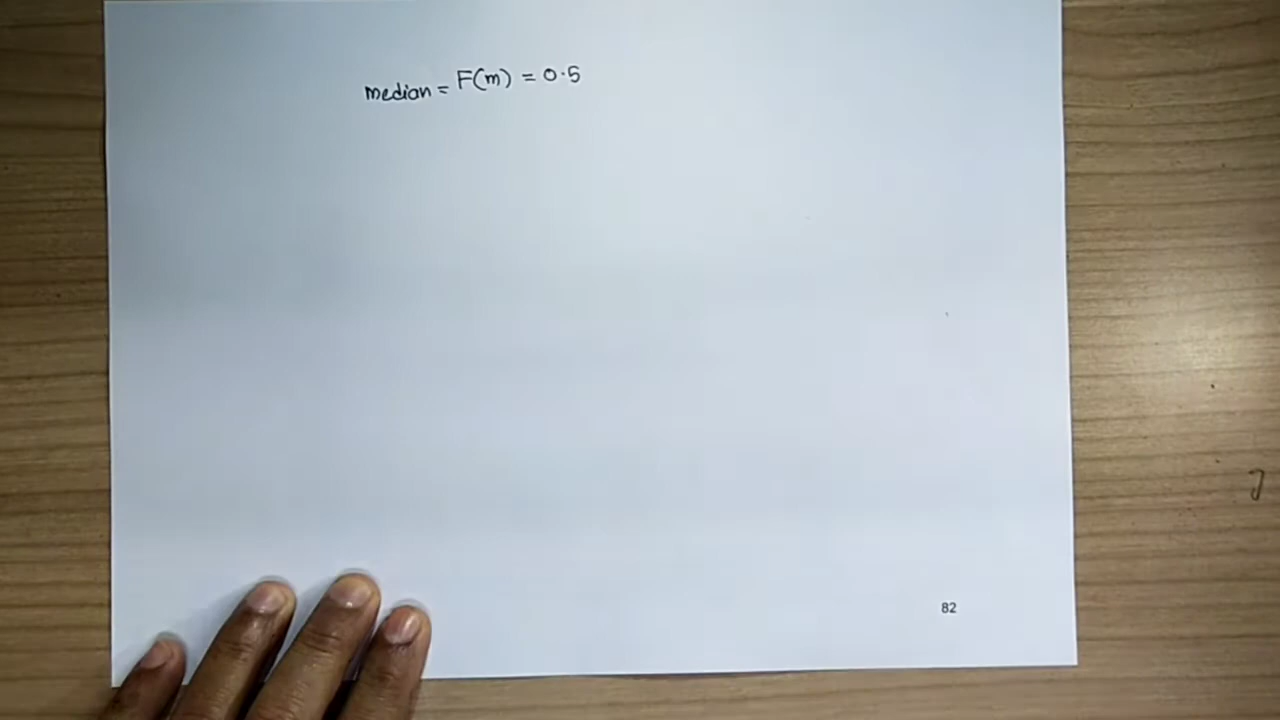 median = F(m) = 0.5
82